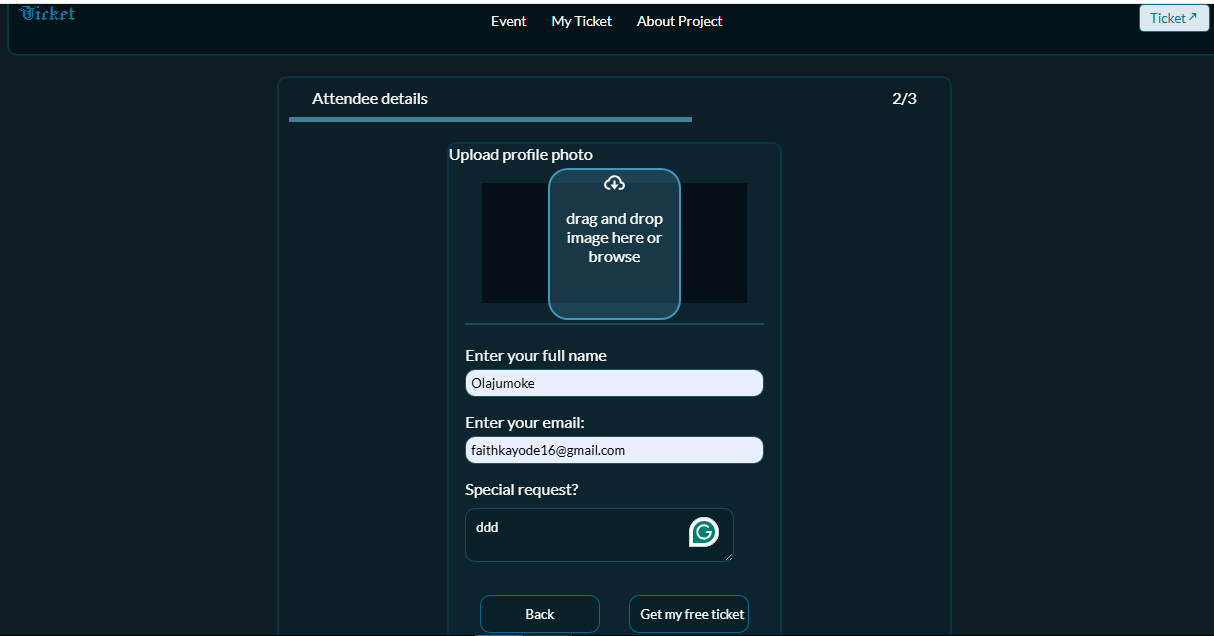 Ticket
Event My Ticket About Project
Ticket
Attendee details 2/3
Upload profile photo
drag and drop
image here or
browse
Enter your full name
Olajumoke
Enter your email:
faithkayode16@gmail.com
Special request?
ddd
Back Get my free ticket